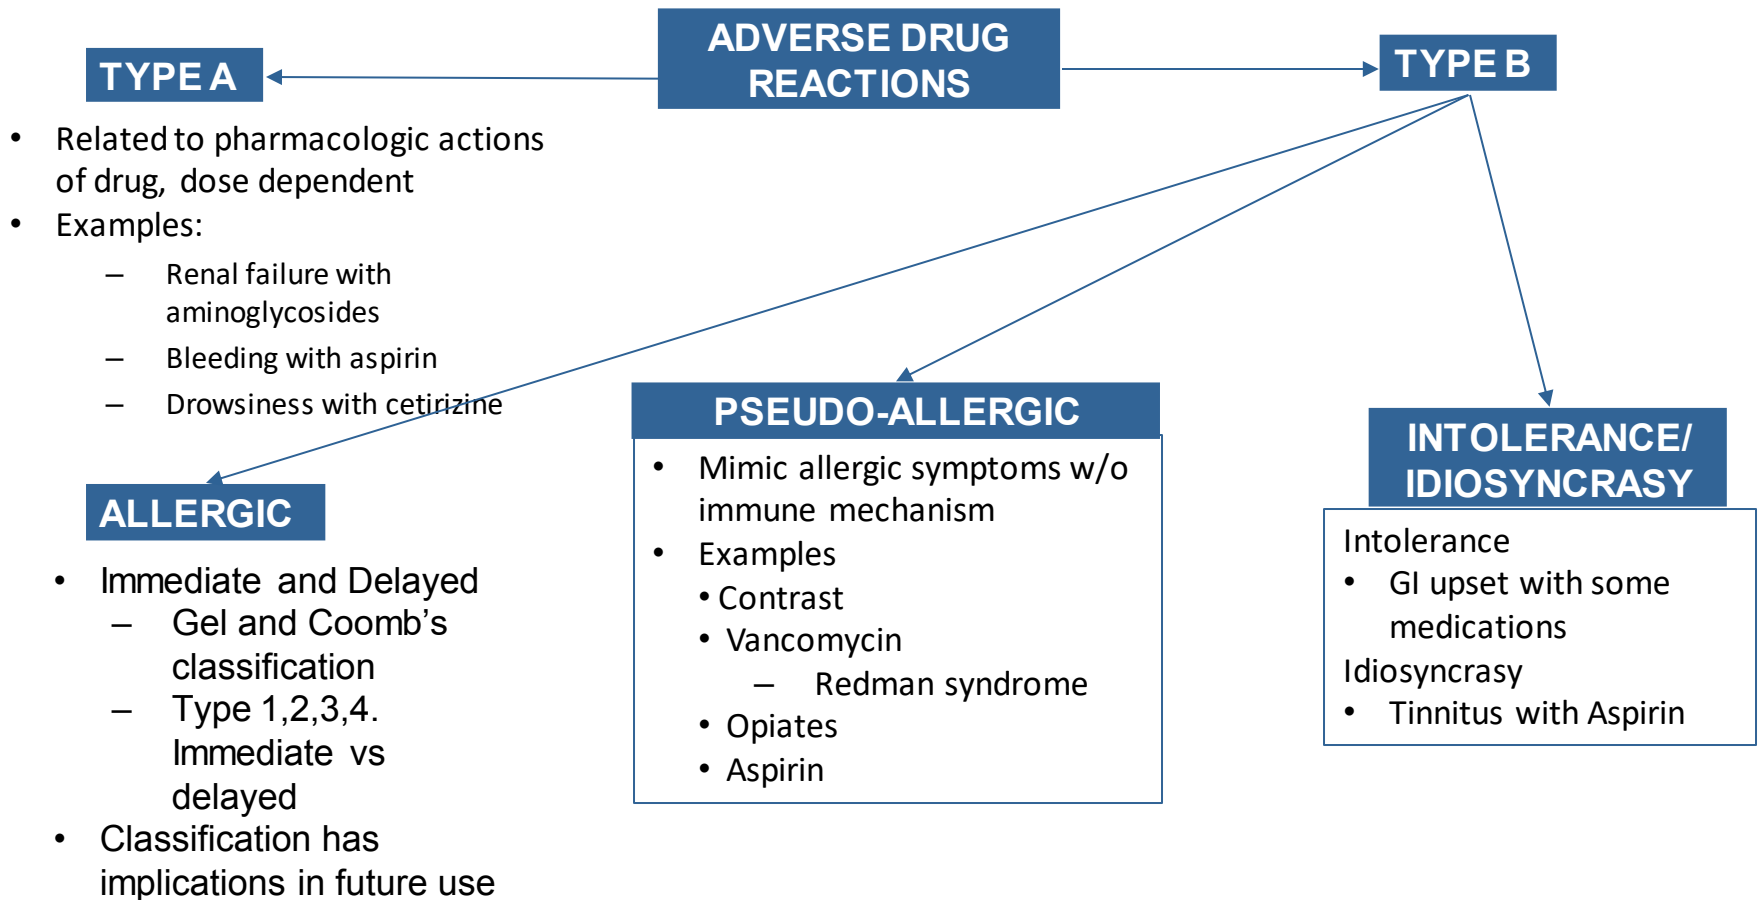 ADVERSE DRUG
REACTIONS
TYPE A
• Related to pharmacologic actions
of drug, dose dependent
• Examples:
– Renal failure with
aminoglycosides
– Bleeding with aspirin
– Drowsiness with cetirizine
TYPE B
ALLERGIC
• Immediate and Delayed
– Gel and Coomb’s
classification
– Type 1,2,3,4.
Immediate vs
delayed
• Classification has
implications in future use
PSEUDO-ALLERGIC
• Mimic allergic symptoms w/o
immune mechanism
• Examples
• Contrast
• Vancomycin
– Redman syndrome
• Opiates
• Aspirin
INTOLERANCE/
IDIOSYNCRASY
Intolerance
• GI upset with some
medications
Idiosyncrasy
• Tinnitus with Aspirin